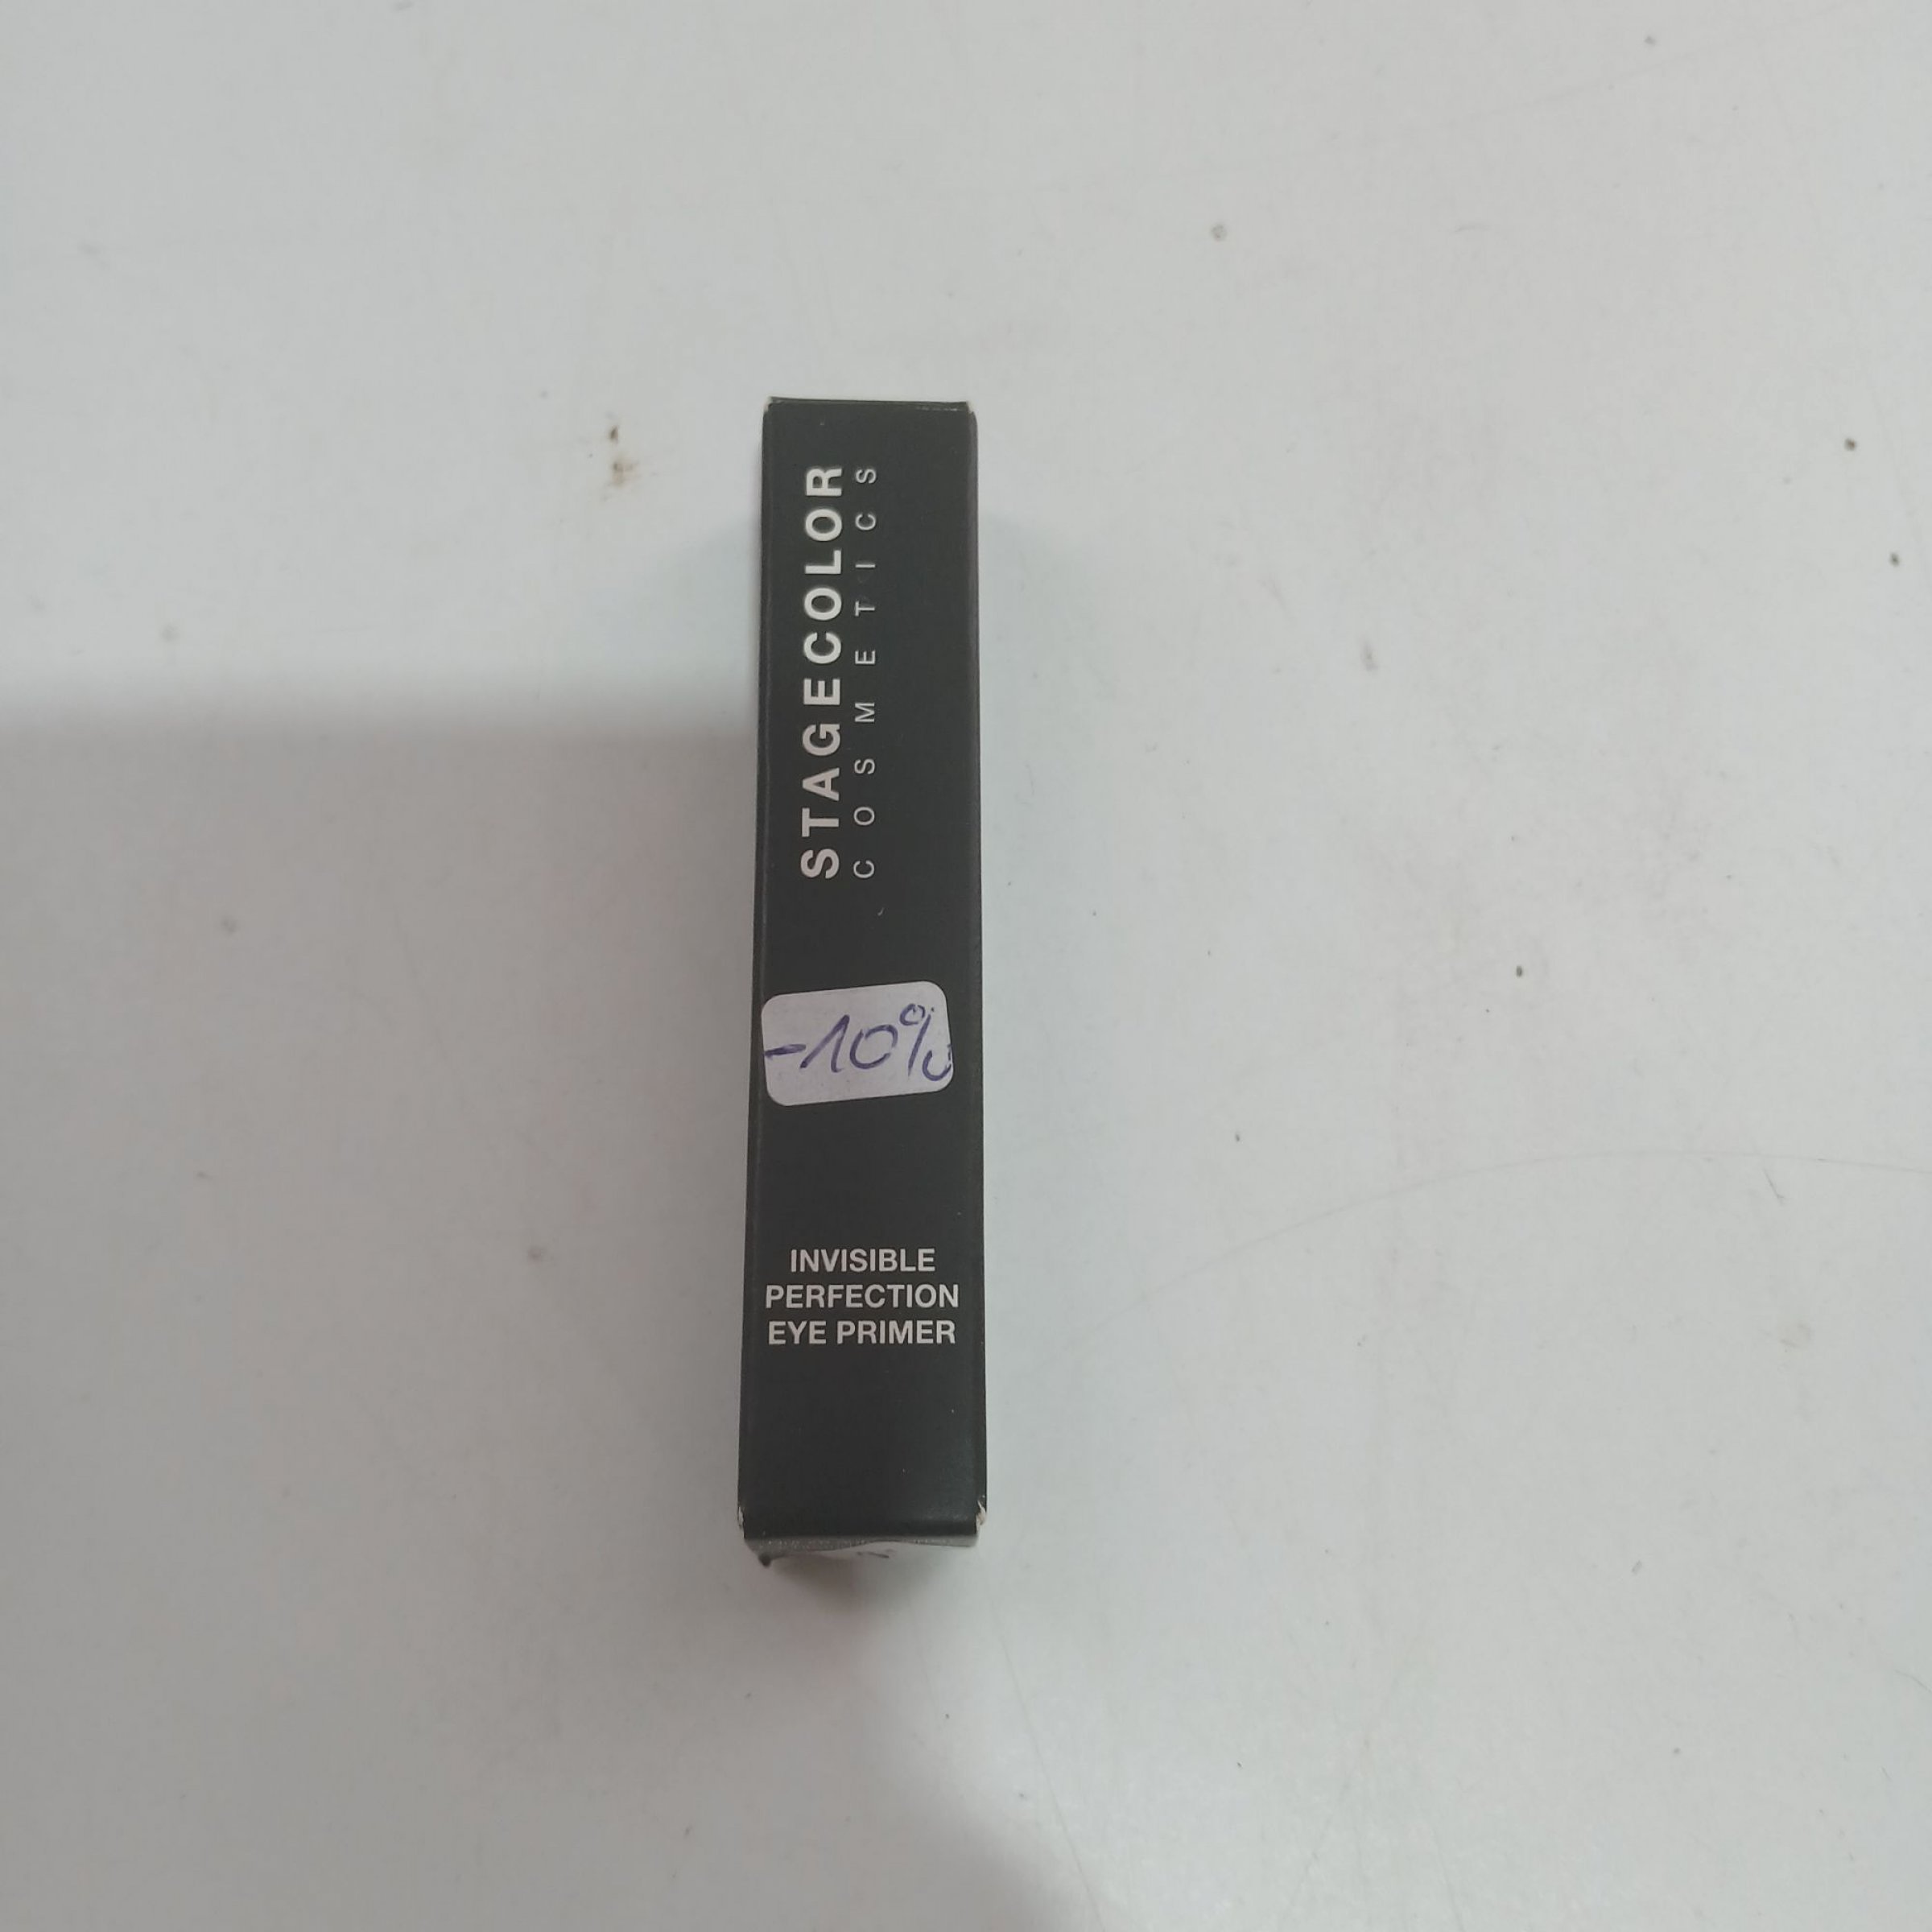 STAGECOLOR
COSMETICS
-10%
INVISIBLE
PERFECTION
EYE PRIMER